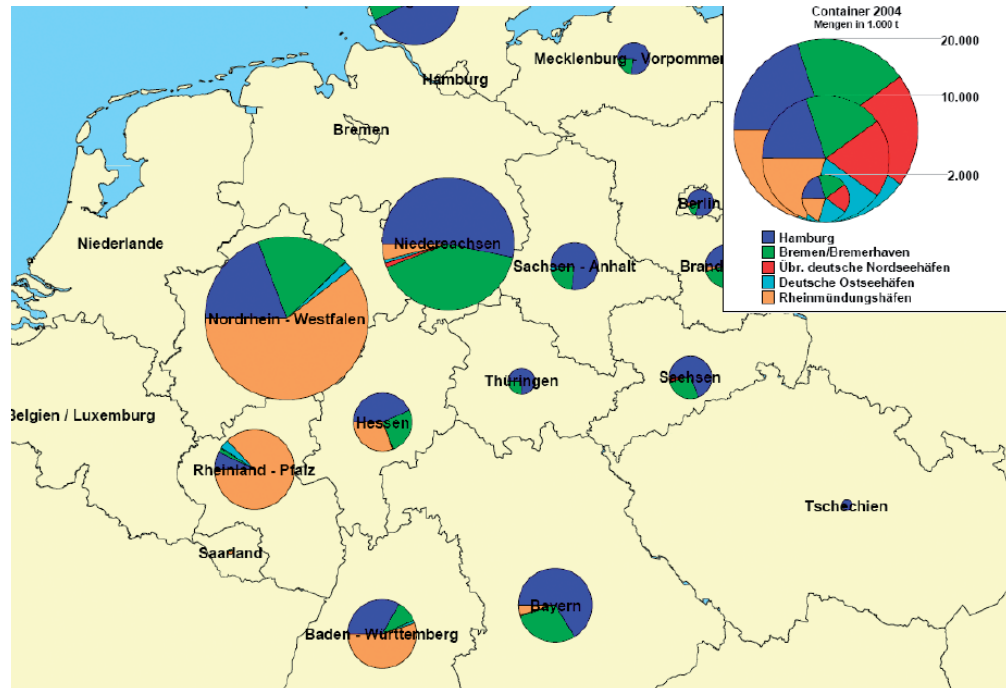 Container 2004
Mengen in 1.000 t
20.000
10.000
2.000
Hamburg
Bremen/Bremerhaven
Übr. deutsche Nordseehäfen
Deutsche Ostseehäfen
Rheinmündungshäfen
Mecklenburg - Vorpommer
Hamburg
Bremen
Berlin
Niederlande
Niedersachsen
Sachsen - Anhalt
Brand
Nordrhein - Westfalen
Thüringen
Sachsen
Belgien / Luxemburg
Hessen
Rheinland - Pfalz
Tschechien
Saarland
Bayern
Baden - Württemberg